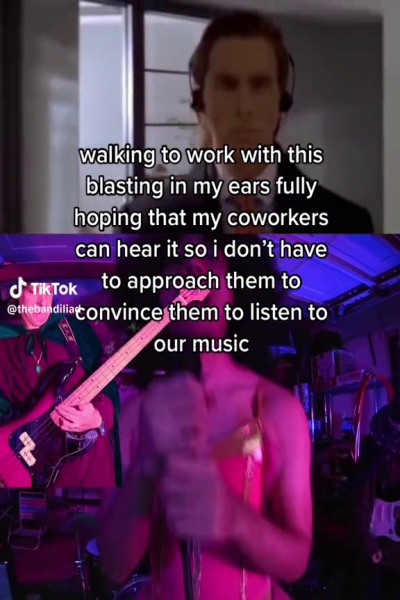 walking to work with this
blasting in my ears fully
hoping that my coworkers
can hear it so i don't have
to approach them to
convince them to listen to
our music
TikTok
@thebandiliad